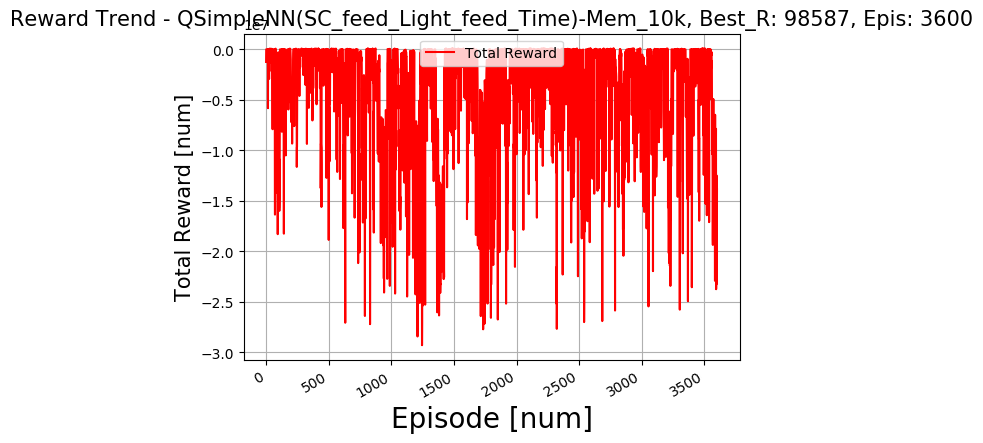 Reward Trend - QSimpleNN(SC_feed_Light_feed_Time)-Mem_10k, Best_R: 98587, Epis: 3600
1e7
Total Reward
0.0
−0.5
−1.0
−1.5
−2.0
−2.5
−3.0
Total Reward [num]
0 500 1000 1500 2000 2500 3000 3500
Episode [num]